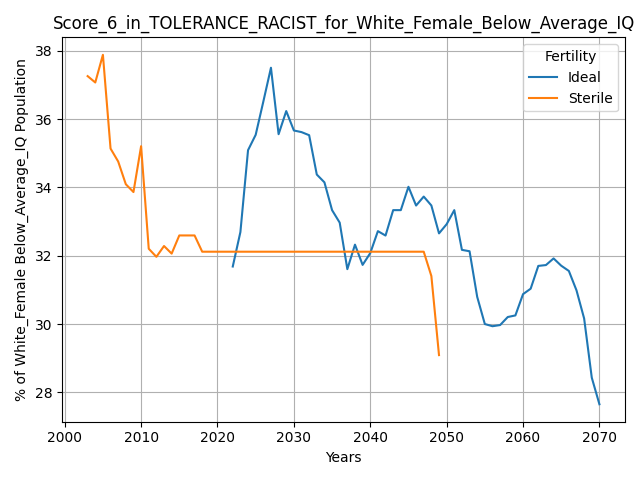 Score_6_in_TOLERANCE_RACIST_for_White_Female_Below_Average_IQ
% of White_Female Below_Average_IQ Population
38
36
34
32
30
28
Fertility
Ideal
Sterile
2000 2010 2020 2030 2040 2050 2060 2070
Years